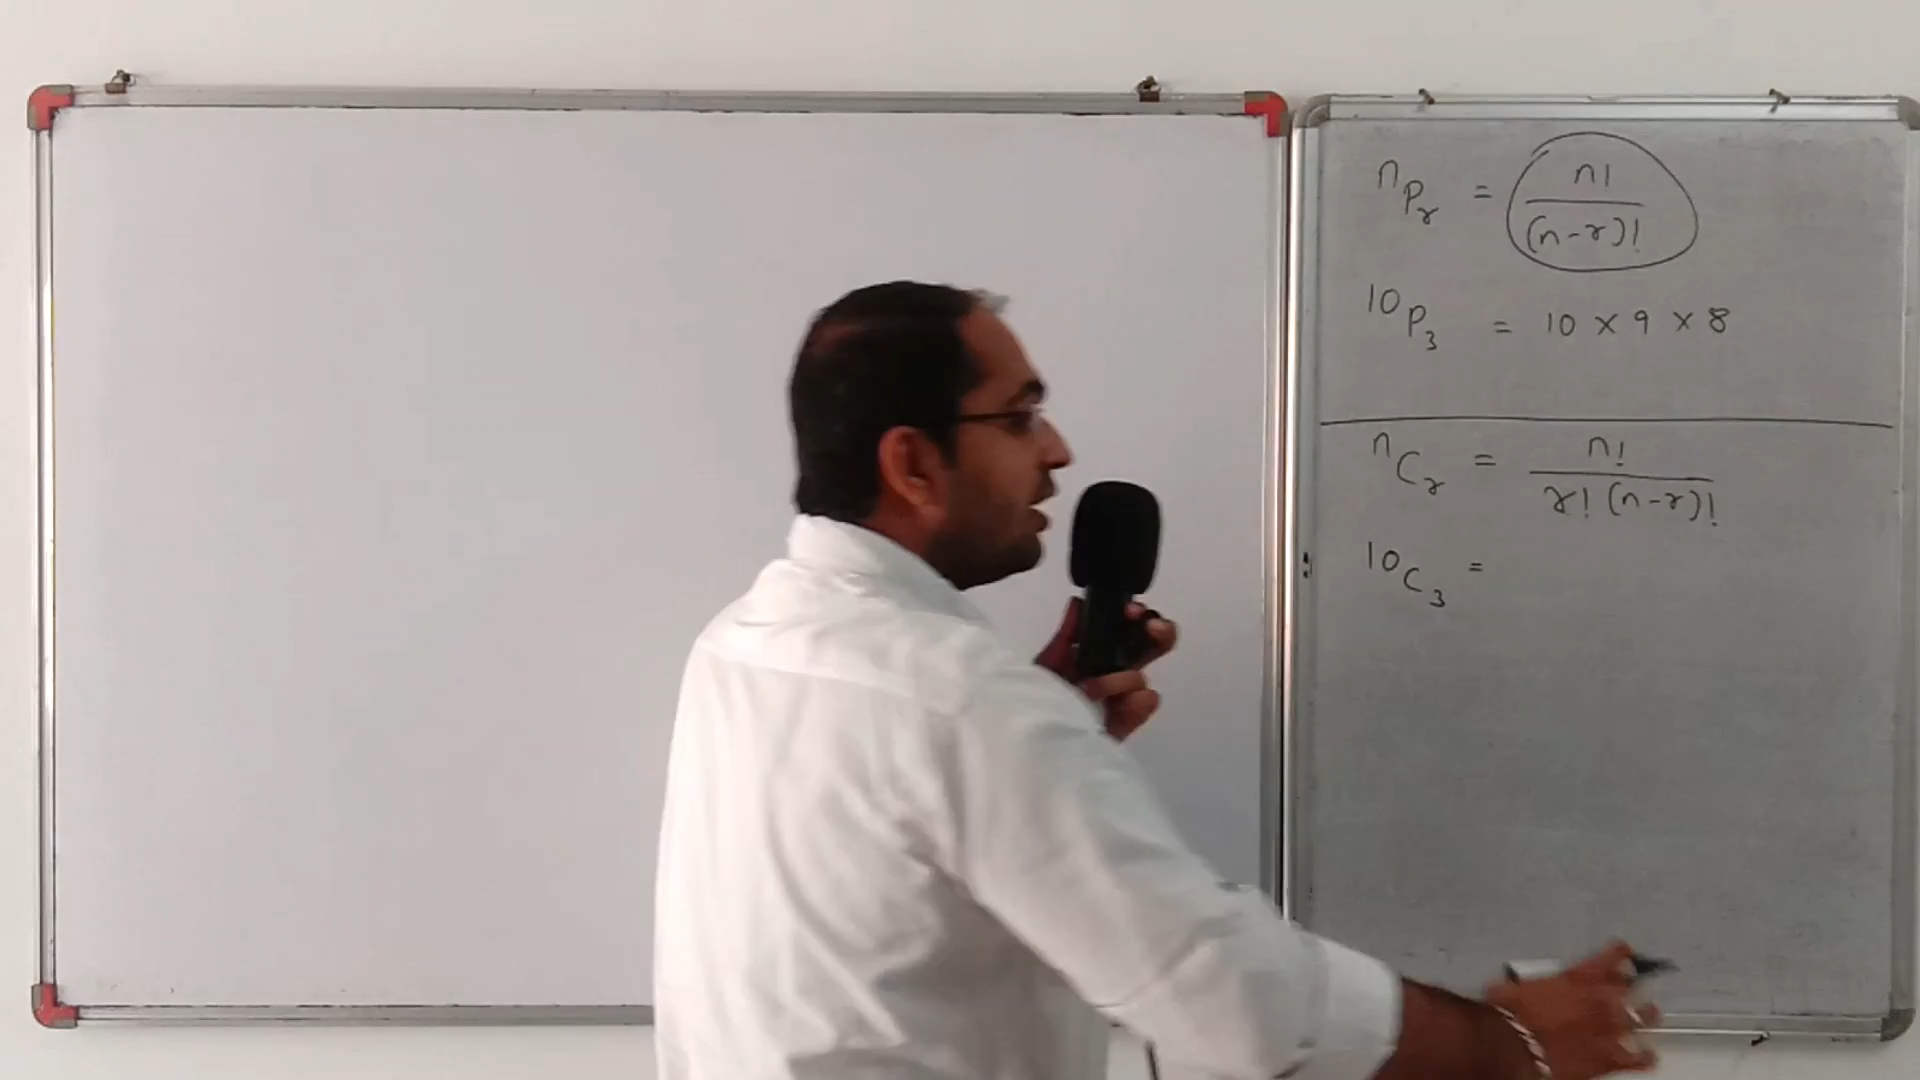 nPr = n!/(n-r)!
10P3 = 10 × 9 × 8
nCr = n!/r!(n-r)!
10C3 =